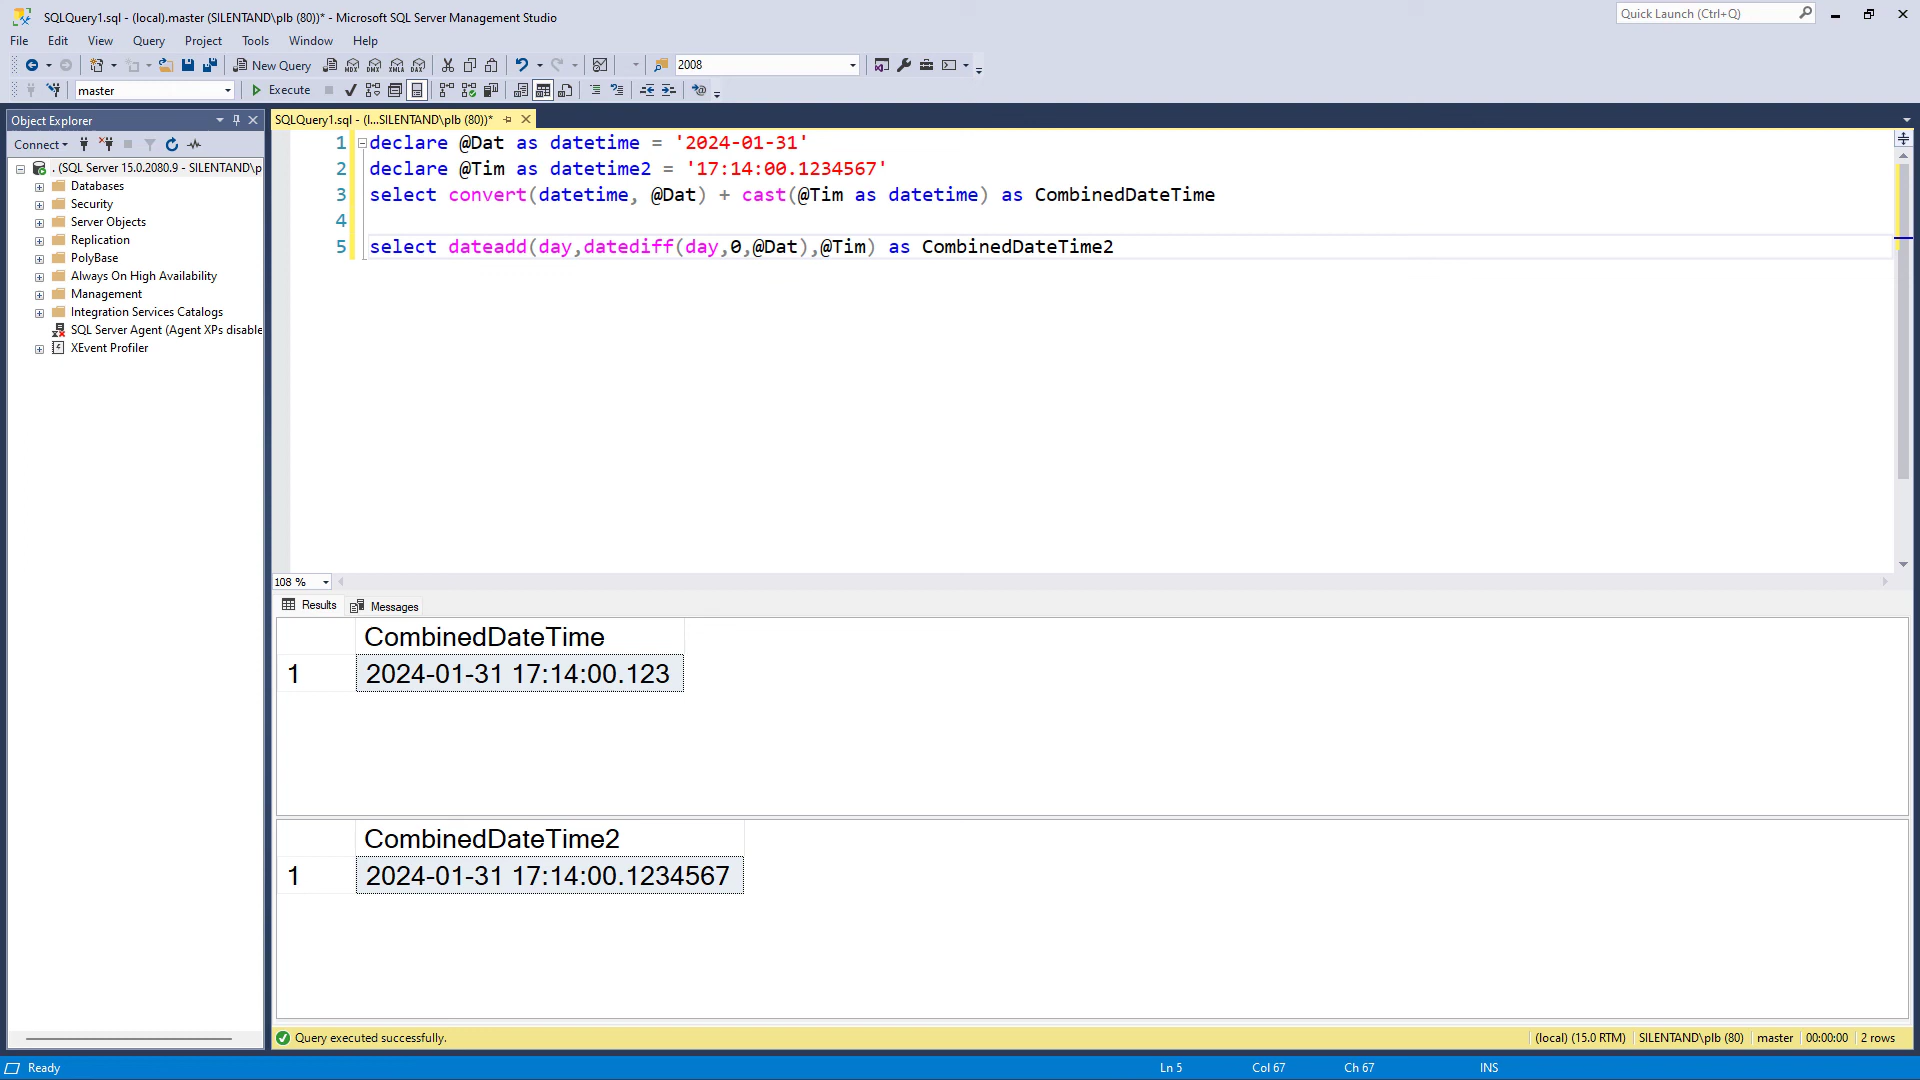 SQLQuery1.sql - (local).master (SILENTAND\plb (80))* - Microsoft SQL Server Management Studio
Quick Launch (Ctrl+Q)
File Edit View Query Project Tools Window Help
New Query
2008
master
Execute
Object Explorer
SQLQuery1.sql - (l...SILENTAND\plb (80))*
Connect
. (SQL Server 15.0.2080.9 - SILENTAND\p
Databases
Security
Server Objects
Replication
PolyBase
Always On High Availability
Management
Integration Services Catalogs
SQL Server Agent (Agent XPs disable
XEvent Profiler
1 declare @Dat as datetime = '2024-01-31'
2 declare @Tim as datetime2 = '17:14:00.1234567'
3 select convert(datetime, @Dat) + cast(@Tim as datetime) as CombinedDateTime
4
5 select dateadd(day,datediff(day,0,@Dat),@Tim) as CombinedDateTime2
108 %
Results Messages
CombinedDateTime
1 2024-01-31 17:14:00.123
CombinedDateTime2
1 2024-01-31 17:14:00.1234567
Query executed successfully.
(local) (15.0 RTM) SILENTAND\plb (80) master 00:00:00 2 rows
Ready
Ln 5 Col 67 Ch 67 INS